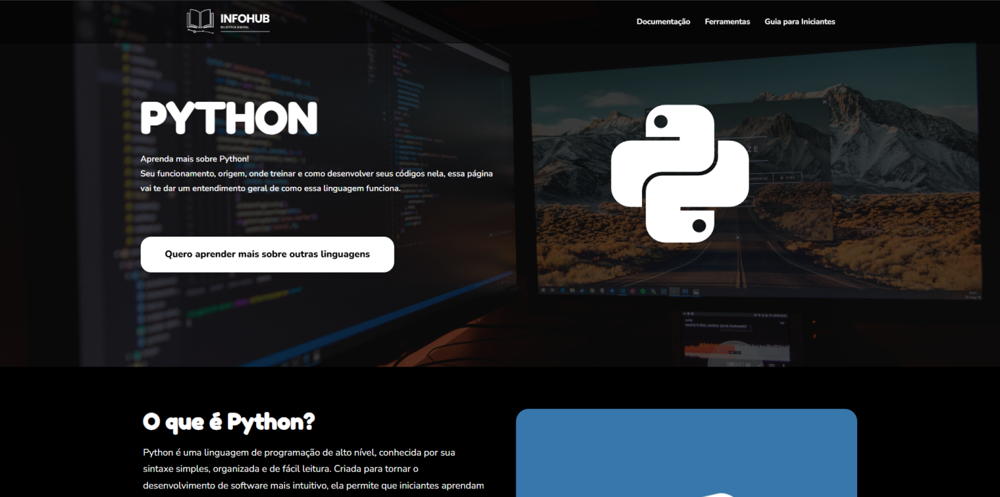 INFOHUB
BILIOTECA DIGITAL
Documentação
Ferramentas
Guia para Iniciantes
PYTHON
Aprenda mais sobre Python!
Seu funcionamento, origem, onde treinar e como desenvolver seus códigos nela, essa página
vai te dar um entendimento geral de como essa linguagem funciona.
Quero aprender mais sobre outras linguagens
O que é Python?
Python é uma linguagem de programação de alto nível, conhecida por sua
sintaxe simples, organizada e de fácil leitura. Criada para tornar o
desenvolvimento de software mais intuitivo, ela permite que iniciantes aprendam